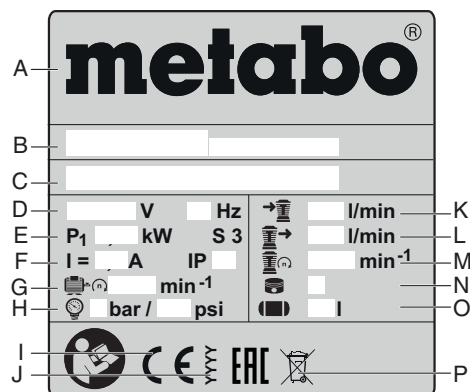 metabo®
A
B
C
D V Hz
E P1 , kW S 3
F I = , A IP
G min-1
H bar / psi
I CE
J EAC
l/min K
l/min L
min-1 M
N
l O
P